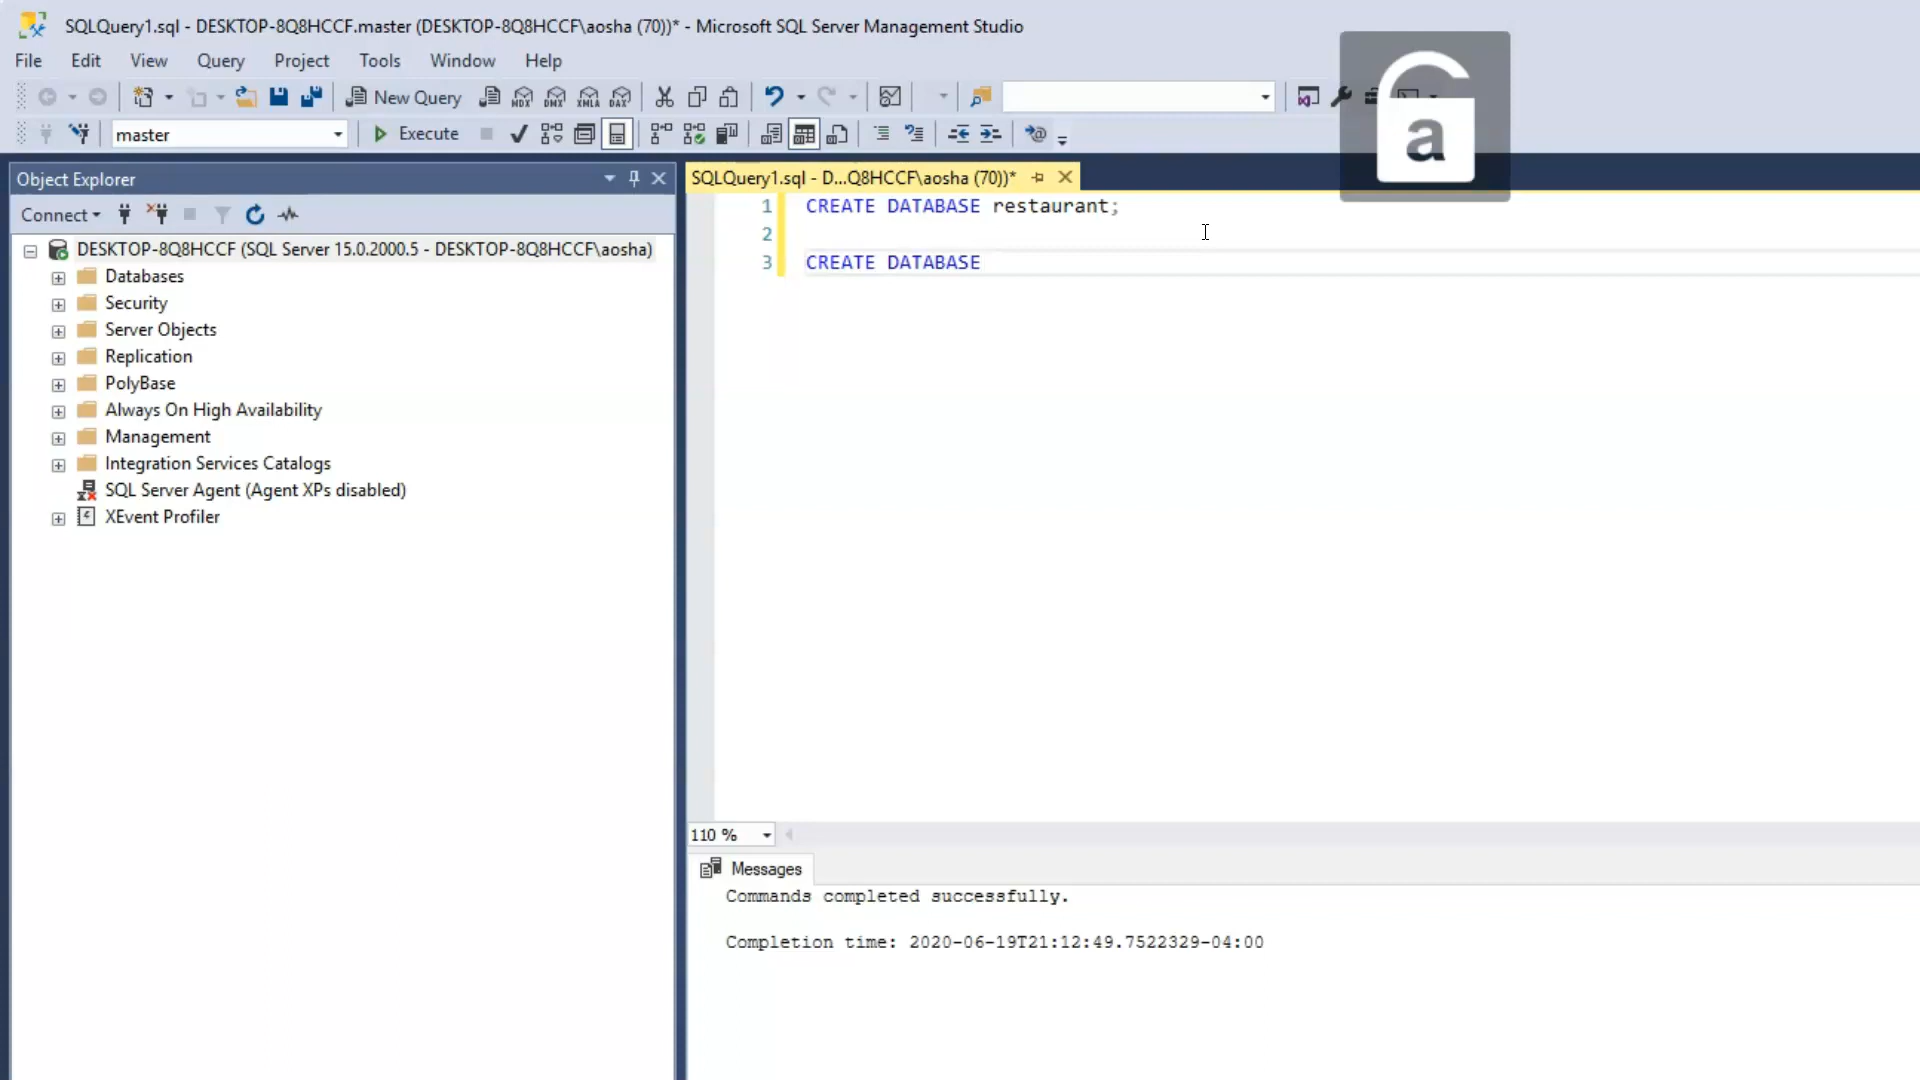 SQLQuery1.sql - DESKTOP-8Q8HCCF.master (DESKTOP-8Q8HCCF\aosha (70))* - Microsoft SQL Server Management Studio
File Edit View Query Project Tools Window Help
New Query MDX DMX XMLA DAX
master Execute
a
Object Explorer
SQLQuery1.sql - D...Q8HCCF\aosha (70))*
Connect
DESKTOP-8Q8HCCF (SQL Server 15.0.2000.5 - DESKTOP-8Q8HCCF\aosha)
Databases
Security
Server Objects
Replication
PolyBase
Always On High Availability
Management
Integration Services Catalogs
SQL Server Agent (Agent XPs disabled)
XEvent Profiler
1 CREATE DATABASE restaurant;
2
3 CREATE DATABASE
110 %
Messages
Commands completed successfully.
Completion time: 2020-06-19T21:12:49.7522329-04:00